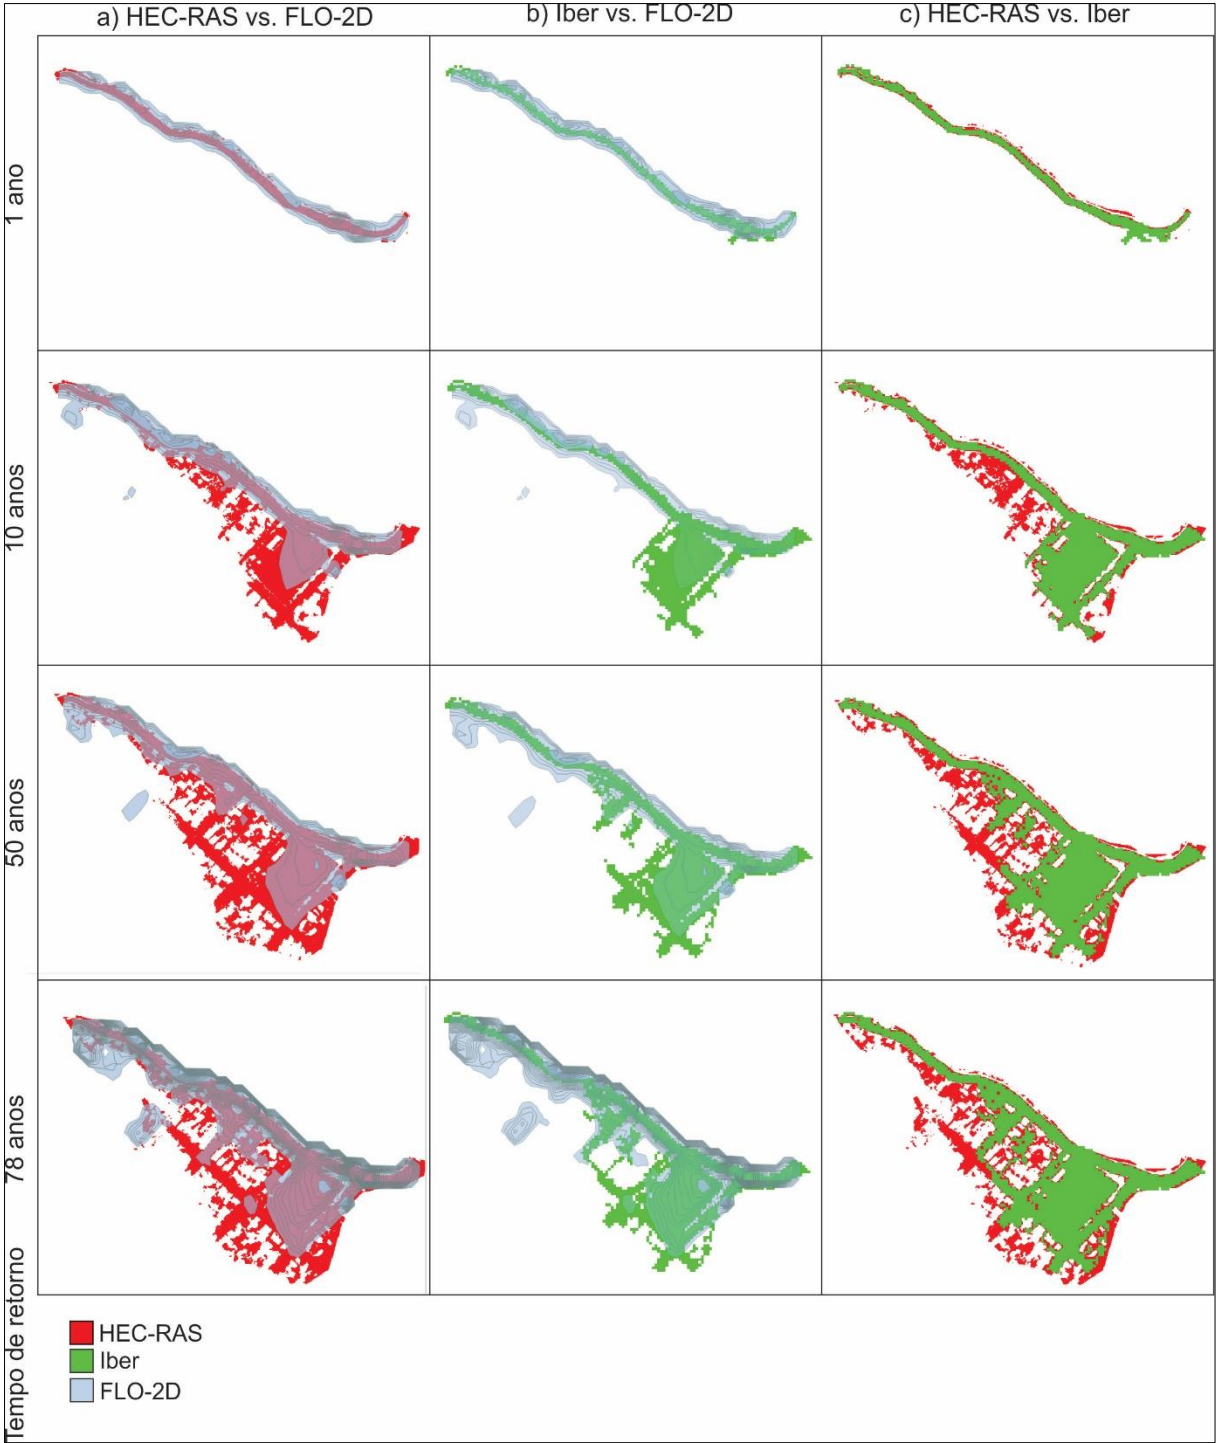 a) HEC-RAS vs. FLO-2D
b) Iber vs. FLO-2D
c) HEC-RAS vs. Iber
1 ano
10 anos
50 anos
78 anos
Tempo de retorno
HEC-RAS
Iber
FLO-2D